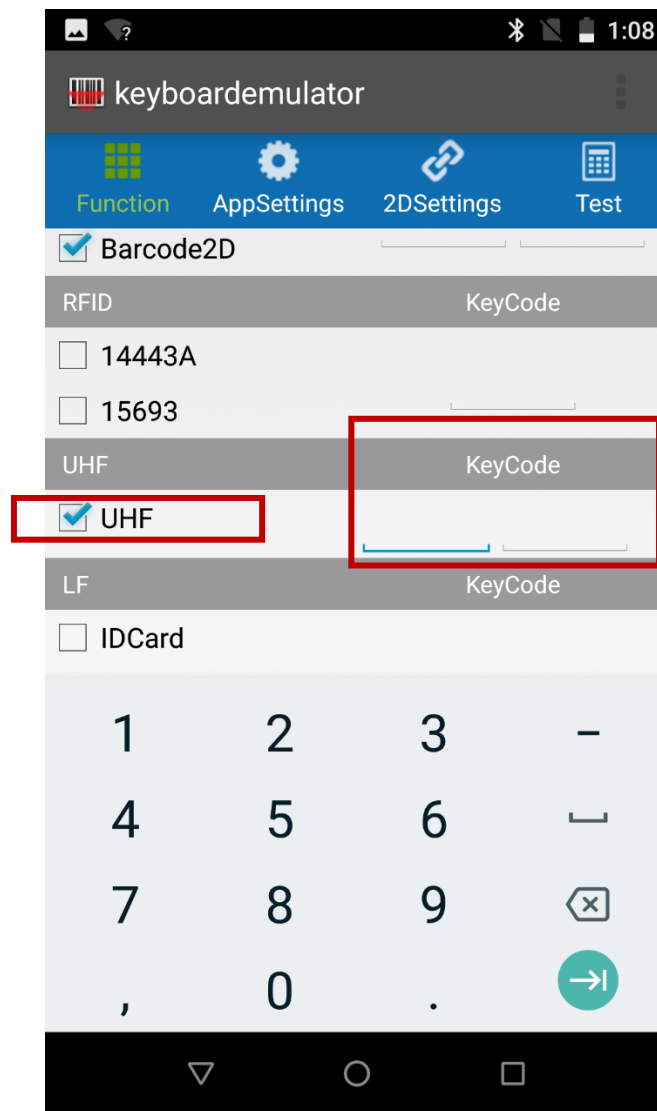 ? 1:08
keyboardemulator
Function AppSettings 2DSettings Test
Barcode2D
RFID KeyCode
14443A
15693
UHF KeyCode
UHF
LF KeyCode
IDCard
1 2 3 -
4 5 6
7 8 9
, 0 .